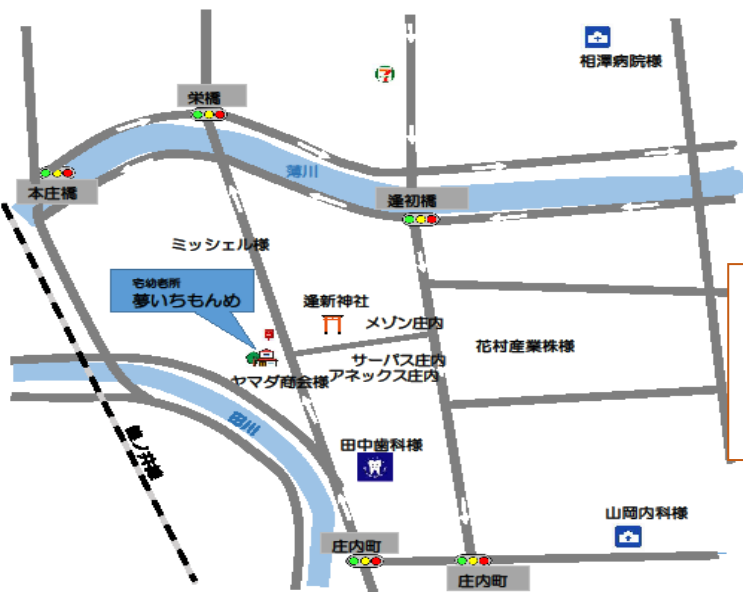 相澤病院様
7
栄橋
本庄橋
薄川
逢初橋
ミッシェル様
宅幼老所
夢いちもんめ
逢新神社
メゾン庄内
花村産業株様
サーパス庄内
アネックス庄内
ヤマダ商会様
田川
田中歯科様
山岡内科様
庄内町
庄内町